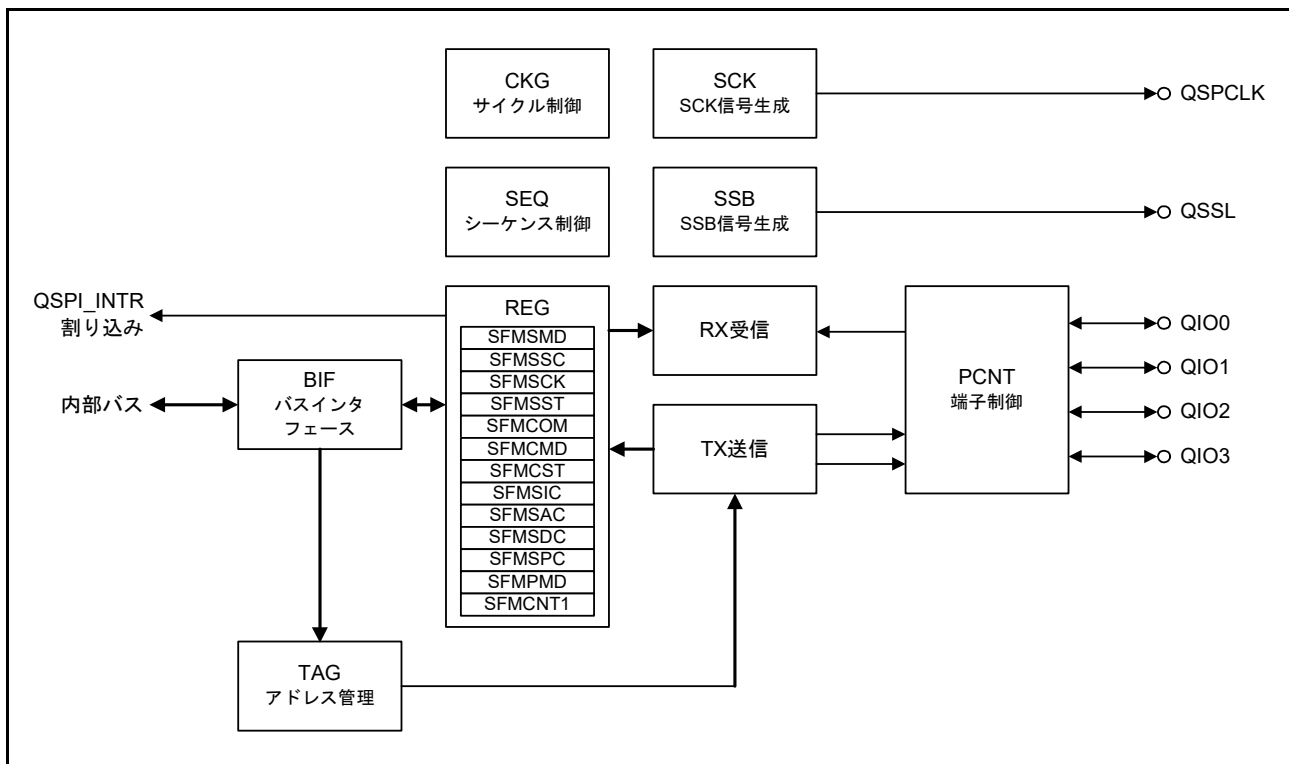 CKG
サイクル制御
SCK
SCK信号生成
QSPCLK
SEQ
シーケンス制御
SSB
SSB信号生成
QSSL
QSPI_INTR
割り込み
REG
SFMSMD
SFMSSC
SFMSCK
SFMSST
SFMCOM
SFMCMD
SFMCST
SFMSIC
SFMSAC
SFMSDC
SFMSPC
SFMPMD
SFMCNT1
RX受信
PCNT
端子制御
QIO0
QIO1
QIO2
QIO3
内部バス
BIF
バスインタ
フェース
TX送信
TAG
アドレス管理